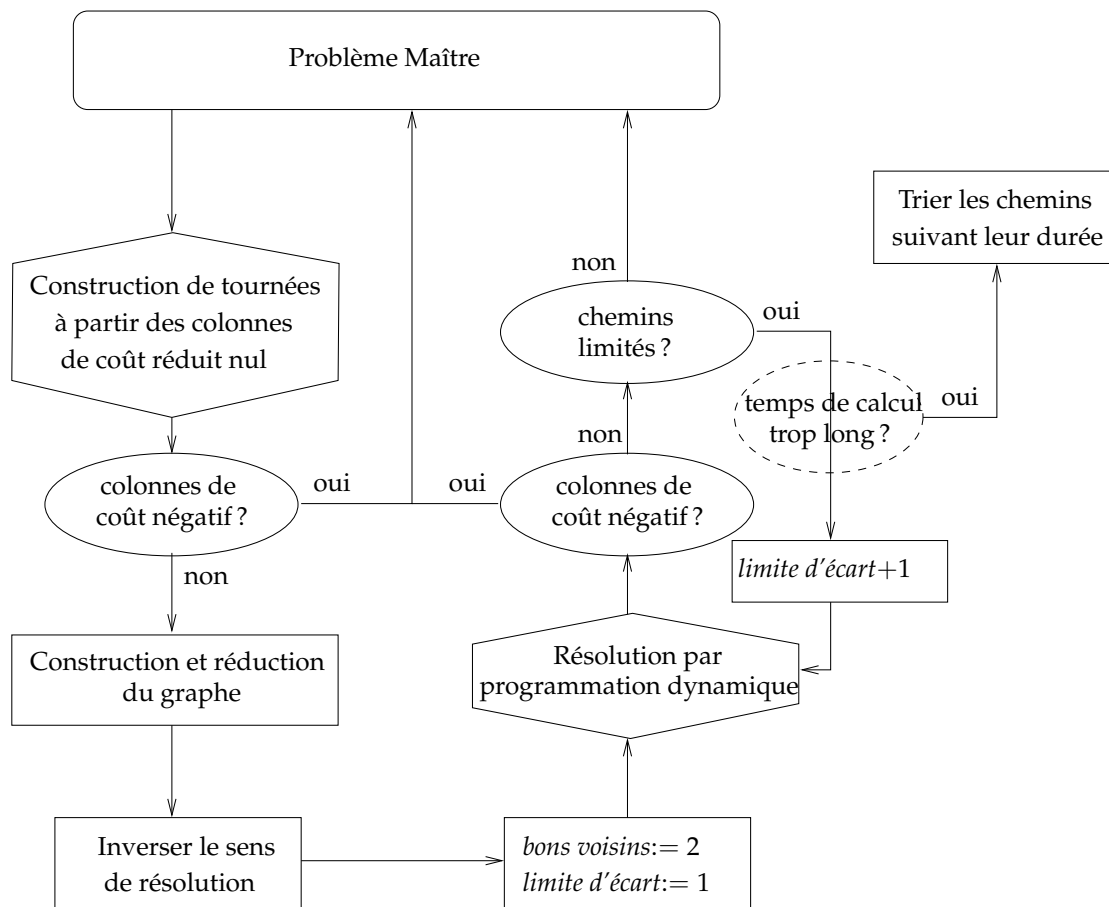 Problème Maître
Trier les chemins
suivant leur durée
Construction de tournées
à partir des colonnes
de coût réduit nul
non
chemins
limités ?
oui
temps de calcul
trop long ?
oui
non
colonnes de
coût négatif ?
oui
oui
colonnes de
coût négatif ?
non
limite d'écart+1
Construction et réduction
du graphe
Résolution par
programmation dynamique
Inverser le sens
de résolution
bons voisins:= 2
limite d'écart:= 1